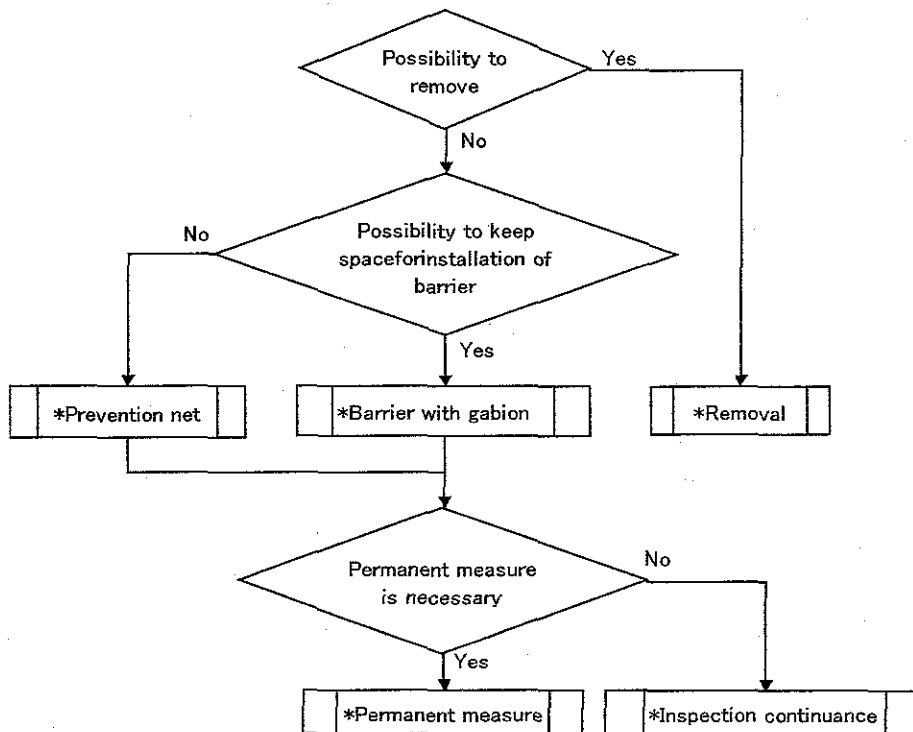 Possibility to
remove
Yes
No
Possibility to keep
spaceforinstallation of
barrier
No
Yes
*Prevention net
*Barrier with gabion
*Removal
Permanent measure
is necessary
No
Yes
*Permanent measure
*Inspection continuance